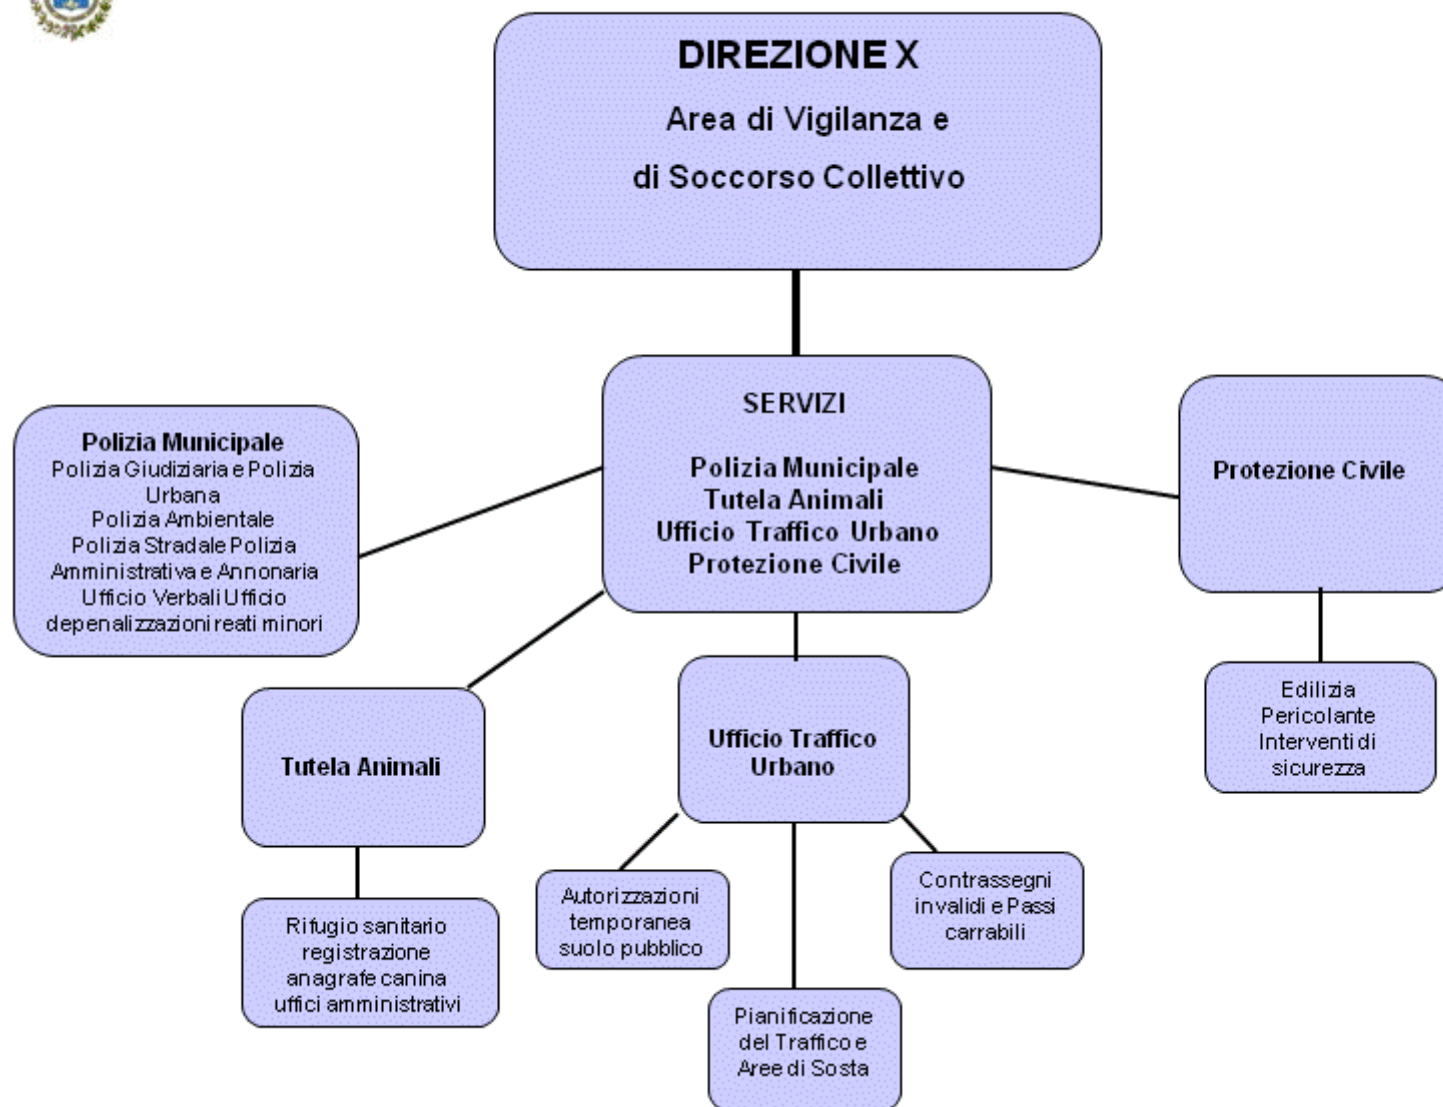 DIREZIONE X
Area di Vigilanza e
di Soccorso Collettivo
SERVIZI
Polizia Municipale
Tutela Animali
Ufficio Traffico Urbano
Protezione Civile
Polizia Municipale
Polizia Giudiziaria e Polizia
Urbana
Polizia Ambientale
Polizia Stradale Polizia
Amministrativa e Annonaria
Ufficio Verbali Ufficio
depenalizzazioni reati minori
Protezione Civile
Edilizia
Pericolante
Interventi di
sicurezza
Tutela Animali
Rifugio sanitario
registrazione
anagrafe canina
uffici amministrativi
Ufficio Traffico
Urbano
Autorizzazioni
temporanea
suolo pubblico
Pianificazione
del Traffico e
Aree di Sosta
Contrassegni
invalidi e Passi
carrabili